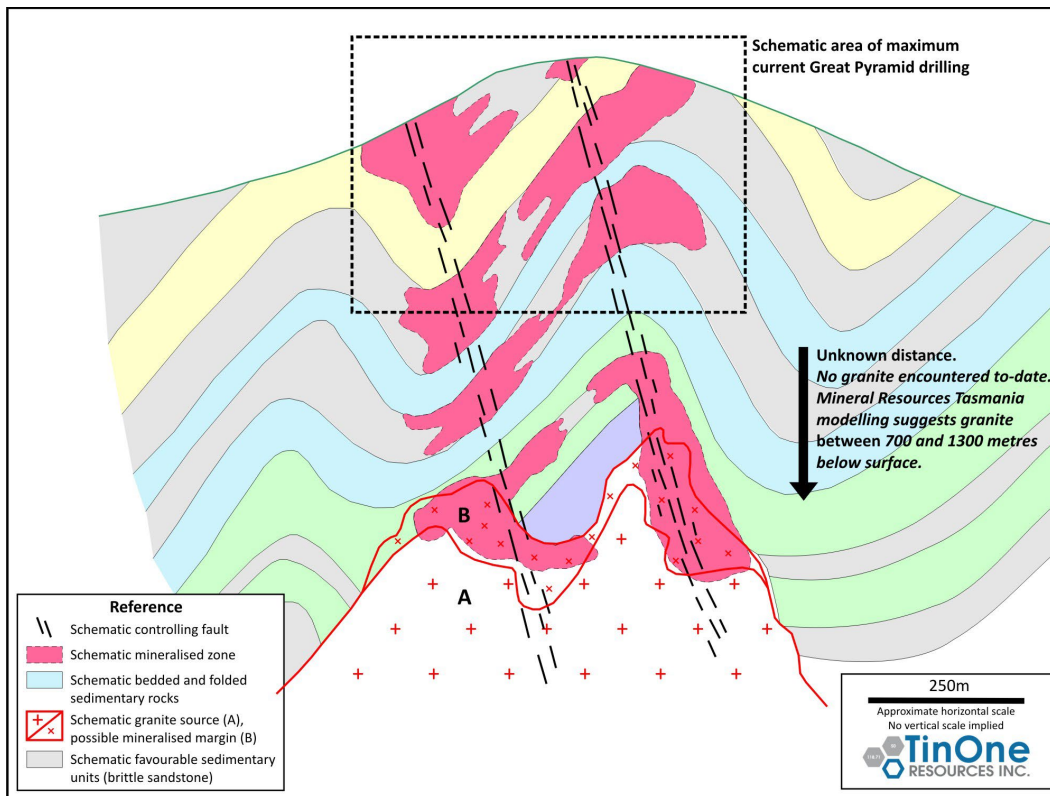 Schematic area of maximum
current Great Pyramid drilling
Unknown distance.
No granite encountered to-date.
Mineral Resources Tasmania
modelling suggests granite
between 700 and 1300 metres
below surface.
B
A
Reference
Schematic controlling fault
Schematic mineralised zone
Schematic bedded and folded
sedimentary rocks
Schematic granite source (A),
possible mineralised margin (B)
Schematic favourable sedimentary
units (brittle sandstone)
250m
Approximate horizontal scale
No vertical scale implied
TinOne
RESOURCES INC.